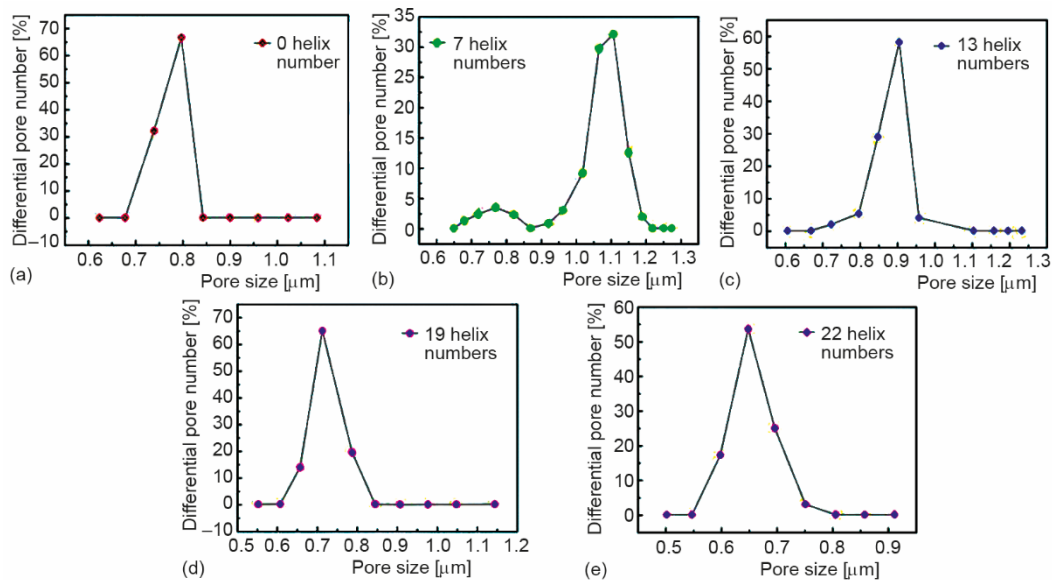 Differential pore number [%]
70
60
50
40
30
20
10
0
–10
0 helix
number
0.6 0.7 0.8 0.9 1.0 1.1
Pore size [μm]
(a)
Differential pore number [%]
35
30
25
20
15
10
5
0
7 helix
numbers
0.6 0.7 0.8 0.9 1.0 1.1 1.2 1.3
Pore size [μm]
(b)
Differential pore number [%]
60
50
40
30
20
10
0
13 helix
numbers
0.6 0.7 0.8 0.9 1.0 1.1 1.2 1.3
Pore size [μm]
(c)
Differential pore number [%]
70
60
50
40
30
20
10
0
–10
19 helix
numbers
0.5 0.6 0.7 0.8 0.9 1.0 1.1 1.2
Pore size [μm]
(d)
Differential pore number [%]
60
50
40
30
20
10
0
22 helix
numbers
0.5 0.6 0.7 0.8 0.9
Pore size [μm]
(e)